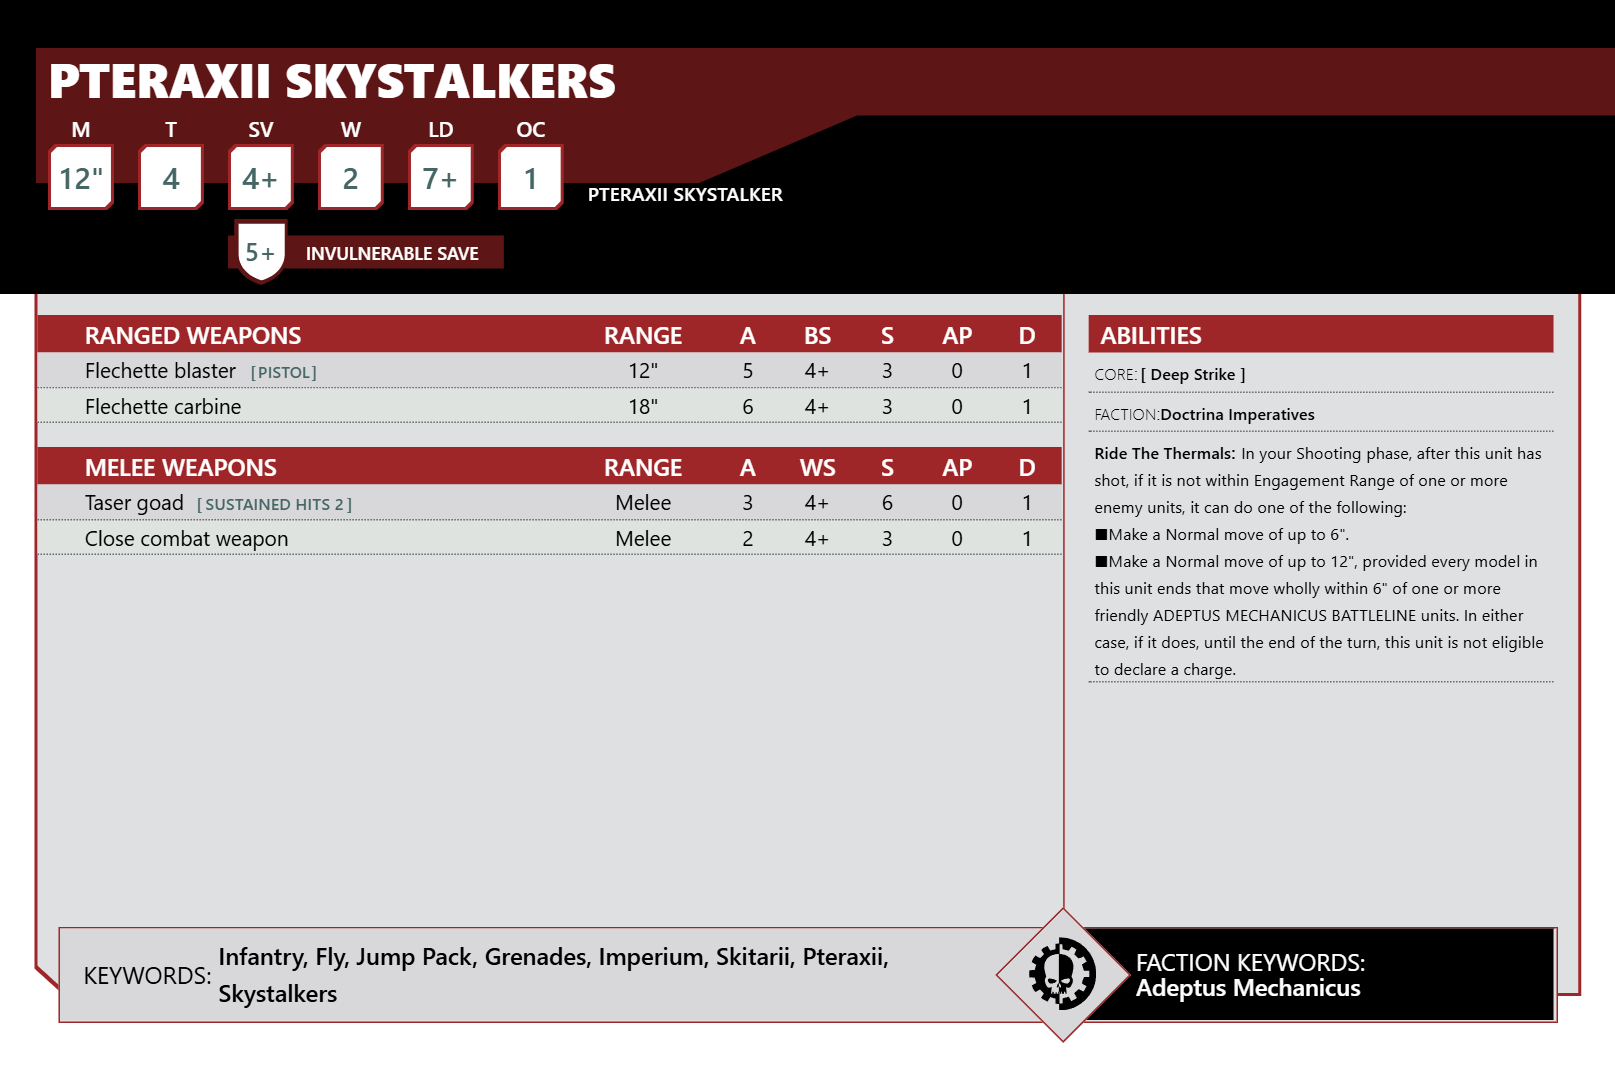 PTERAXII SKYSTALKERS
M T SV W LD OC
12" 4 4+ 2 7+ 1
PTERAXII SKYSTALKER
5+ INVULNERABLE SAVE
RANGED WEAPONS RANGE A BS S AP D
Flechette blaster [PISTOL] 12" 5 4+ 3 0 1
Flechette carbine 18" 6 4+ 3 0 1
MELEE WEAPONS RANGE A WS S AP D
Taser goad [ SUSTAINED HITS 2 ] Melee 3 4+ 6 0 1
Close combat weapon Melee 2 4+ 3 0 1
ABILITIES
CORE: [ Deep Strike ]
FACTION:Doctrina Imperatives
Ride The Thermals: In your Shooting phase, after this unit has
shot, if it is not within Engagement Range of one or more
enemy units, it can do one of the following:
■Make a Normal move of up to 6".
■Make a Normal move of up to 12", provided every model in
this unit ends that move wholly within 6" of one or more
friendly ADEPTUS MECHANICUS BATTLELINE units. In either
case, if it does, until the end of the turn, this unit is not eligible
to declare a charge.
KEYWORDS: Infantry, Fly, Jump Pack, Grenades, Imperium, Skitarii, Pteraxii,
Skystalkers
FACTION KEYWORDS:
Adeptus Mechanicus